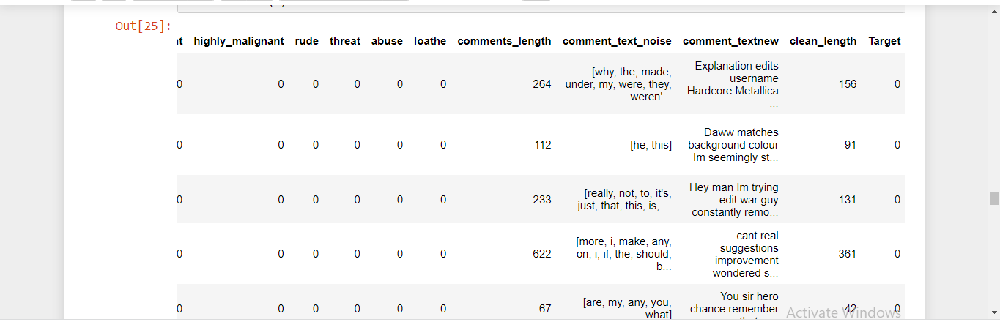 Out[25]:
ıt highly_malignant rude threat abuse loathe comments_length comment_text_noise comment_textnew clean_length Target
0 0 0 0 0 0 264 [why, the, made, under, my, were, they, weren'... Explanation edits username Hardcore Metallica ... 156 0
0 0 0 0 0 0 112 [he, this] Daww matches background colour Im seemingly st... 91 0
0 0 0 0 0 0 233 [really, not, to, it's, just, that, this, is, ... Hey man Im trying edit war guy constantly remo... 131 0
0 0 0 0 0 0 622 [more, i, make, any, on, i, if, the, should, b... cant real suggestions improvement wondered s... 361 0
0 0 0 0 0 0 67 [are, my, any, you, what] You sir hero chance remember 42 0
Activate Windows